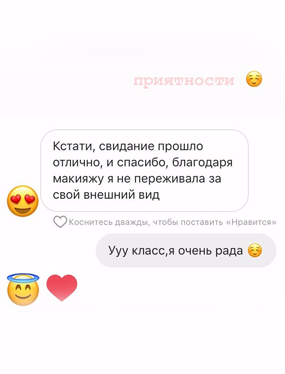 приятности ☺️
Кстати, свидание прошло
отлично, и спасибо, благодаря
макияжу я не переживала за
свой внешний вид
Коснитесь дважды, чтобы поставить «Нравится»
Ууу класс,я очень рада ☺️